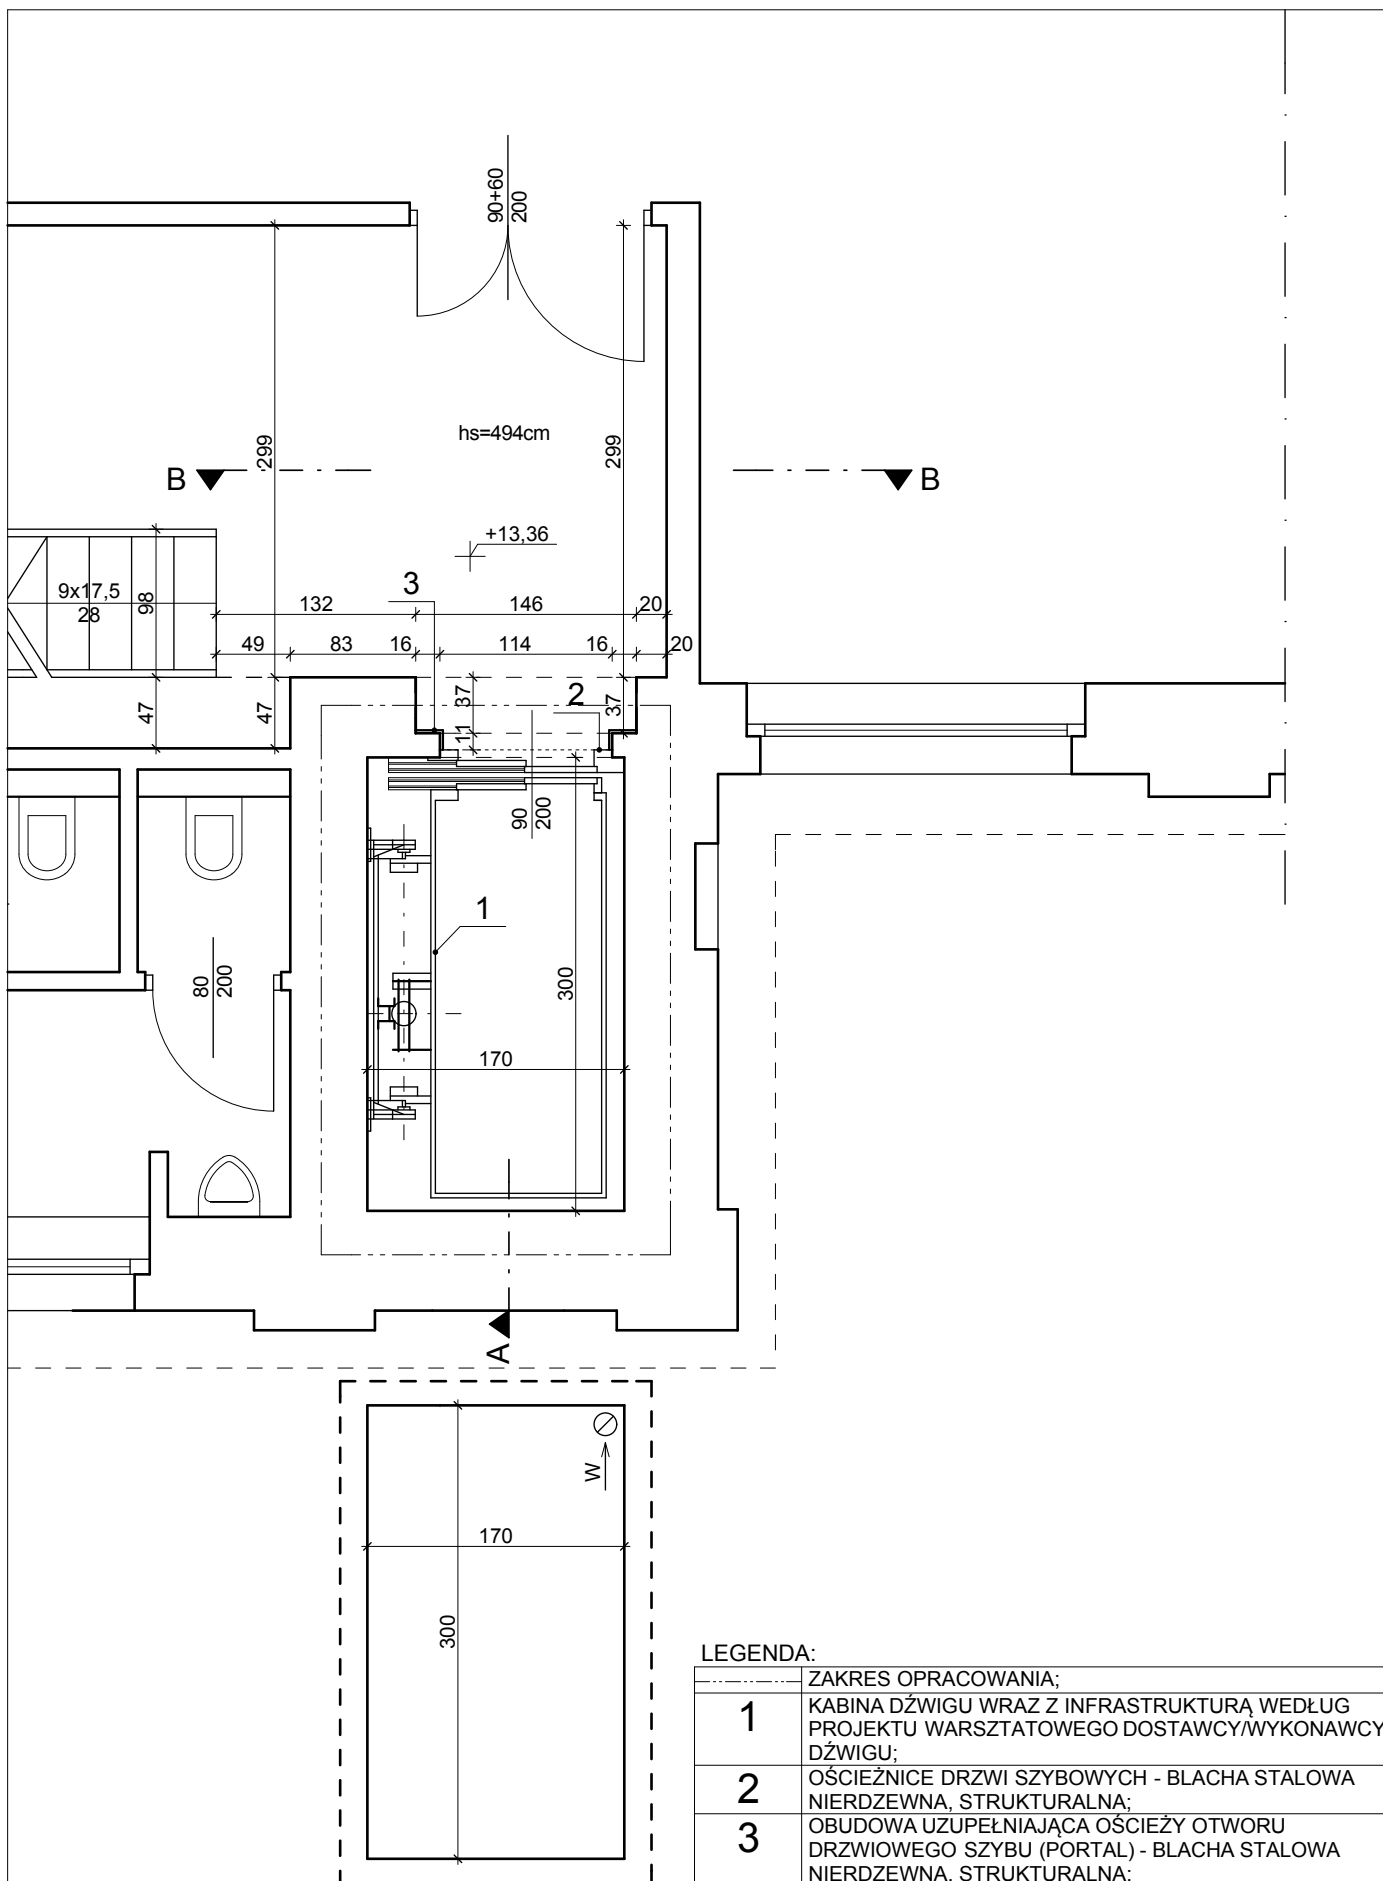 90+60
200
299
299
hs=494cm
B
B
+13,36
3
9x17,5
28
98
132
146
20
49
83
16
114
16
20
47
47
37
2
37
11
90
200
1
80
200
300
170
A
W
170
300
LEGENDA:
ZAKRES OPRACOWANIA;
1
KABINA DŹWIGU WRAZ Z INFRASTRUKTURĄ WEDŁUG
PROJEKTU WARSZTATOWEGO DOSTAWCY/WYKONAWCY
DŹWIGU;
2
OŚCIEŻNICE DRZWI SZYBOWYCH - BLACHA STALOWA
NIERDZEWNA, STRUKTURALNA;
3
OBUDOWA UZUPEŁNIAJĄCA OŚCIEŻY OTWORU
DRZWIOWEGO SZYBU (PORTAL) - BLACHA STALOWA
NIERDZEWNA, STRUKTURALNA;